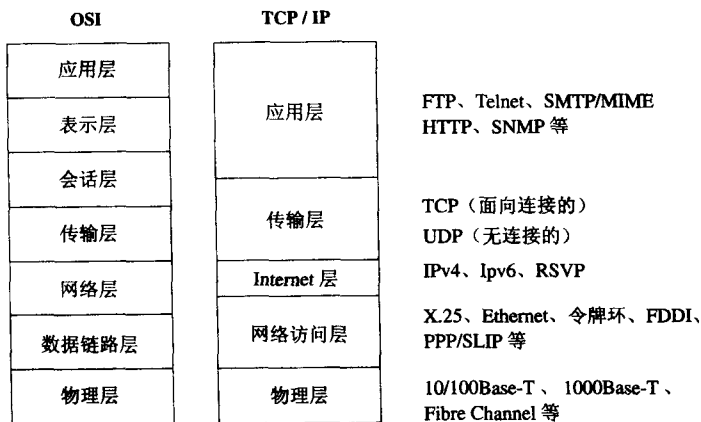 OSI
TCP / IP
应用层
表示层
会话层
传输层
网络层
数据链路层
物理层
应用层
传输层
Internet 层
网络访问层
物理层
FTP、Telnet、SMTP/MIME
HTTP、SNMP 等
TCP（面向连接的）
UDP（无连接的）
IPv4、Ipv6、RSVP
X.25、Ethernet、令牌环、FDDI、
PPP/SLIP 等
10/100Base-T 、 1000Base-T 、
Fibre Channel 等